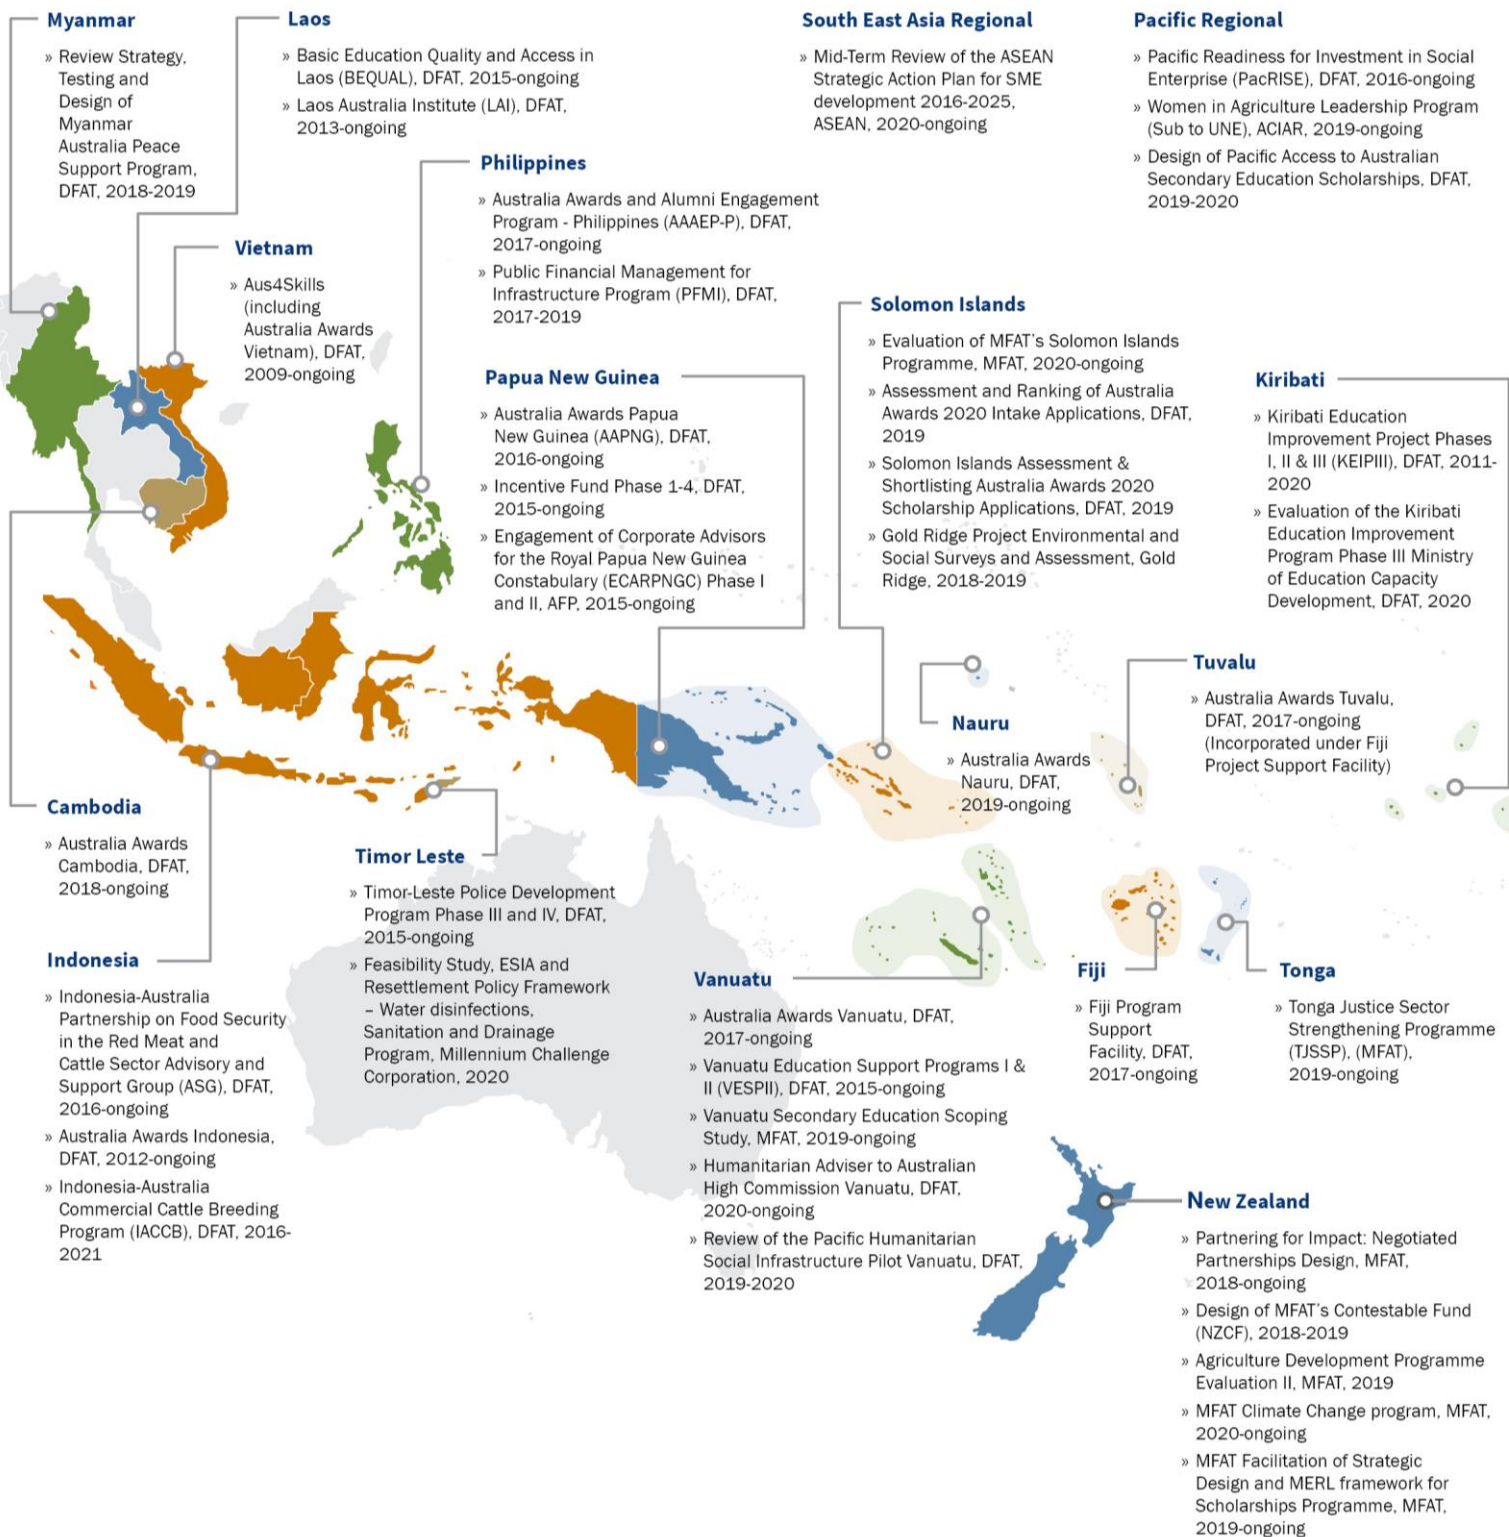 Myanmar
» Review Strategy,
Testing and
Design of
Myanmar
Australia Peace
Support Program,
DFAT, 2018-2019
Laos
» Basic Education Quality and Access in
Laos (BEQUAL), DFAT, 2015-ongoing
» Laos Australia Institute (LAI), DFAT,
2013-ongoing
South East Asia Regional
» Mid-Term Review of the ASEAN
Strategic Action Plan for SME
development 2016-2025,
ASEAN, 2020-ongoing
Pacific Regional
» Pacific Readiness for Investment in Social
Enterprise (PacRISE), DFAT, 2016-ongoing
» Women in Agriculture Leadership Program
(Sub to UNE), ACIAR, 2019-ongoing
» Design of Pacific Access to Australian
Secondary Education Scholarships, DFAT,
2019-2020
Philippines
» Australia Awards and Alumni Engagement
Program - Philippines (AAAEP-P), DFAT,
2017-ongoing
» Public Financial Management for
Infrastructure Program (PFMI), DFAT,
2017-2019
Vietnam
» Aus4Skills
(including
Australia Awards
Vietnam), DFAT,
2009-ongoing
Solomon Islands
» Evaluation of MFAT's Solomon Islands
Programme, MFAT, 2020-ongoing
» Assessment and Ranking of Australia
Awards 2020 Intake Applications, DFAT,
2019
» Solomon Islands Assessment &
Shortlisting Australia Awards 2020
Scholarship Applications, DFAT, 2019
» Gold Ridge Project Environmental and
Social Surveys and Assessment, Gold
Ridge, 2018-2019
Papua New Guinea
» Australia Awards Papua
New Guinea (AAPNG), DFAT,
2016-ongoing
» Incentive Fund Phase 1-4, DFAT,
2015-ongoing
» Engagement of Corporate Advisors
for the Royal Papua New Guinea
Constabulary (ECARPNGC) Phase I
and II, AFP, 2015-ongoing
Kiribati
» Kiribati Education
Improvement Project Phases
I, II & III (KEIPIII), DFAT, 2011-
2020
» Evaluation of the Kiribati
Education Improvement
Program Phase III Ministry
of Education Capacity
Development, DFAT, 2020
Tuvalu
» Australia Awards Tuvalu,
DFAT, 2017-ongoing
(Incorporated under Fiji
Project Support Facility)
Nauru
» Australia Awards
Nauru, DFAT,
2019-ongoing
Cambodia
» Australia Awards
Cambodia, DFAT,
2018-ongoing
Timor Leste
» Timor-Leste Police Development
Program Phase III and IV, DFAT,
2015-ongoing
» Feasibility Study, ESIA and
Resettlement Policy Framework
– Water disinfections,
Sanitation and Drainage
Program, Millennium Challenge
Corporation, 2020
Indonesia
» Indonesia-Australia
Partnership on Food Security
in the Red Meat and
Cattle Sector Advisory and
Support Group (ASG), DFAT,
2016-ongoing
» Australia Awards Indonesia,
DFAT, 2012-ongoing
» Indonesia-Australia
Commercial Cattle Breeding
Program (IACCB), DFAT, 2016-
2021
Vanuatu
» Australia Awards Vanuatu, DFAT,
2017-ongoing
» Vanuatu Education Support Programs I &
II (VESPII), DFAT, 2015-ongoing
» Vanuatu Secondary Education Scoping
Study, MFAT, 2019-ongoing
» Humanitarian Adviser to Australian
High Commission Vanuatu, DFAT,
2020-ongoing
» Review of the Pacific Humanitarian
Social Infrastructure Pilot Vanuatu, DFAT,
2019-2020
Fiji
» Fiji Program
Support
Facility, DFAT,
2017-ongoing
Tonga
» Tonga Justice Sector
Strengthening Programme
(TJSSP), (MFAT),
2019-ongoing
New Zealand
» Partnering for Impact: Negotiated
Partnerships Design, MFAT,
2018-ongoing
» Design of MFAT's Contestable Fund
(NZCF), 2018-2019
» Agriculture Development Programme
Evaluation II, MFAT, 2019
» MFAT Climate Change program, MFAT,
2020-ongoing
» MFAT Facilitation of Strategic
Design and MERL framework for
Scholarships Programme, MFAT,
2019-ongoing